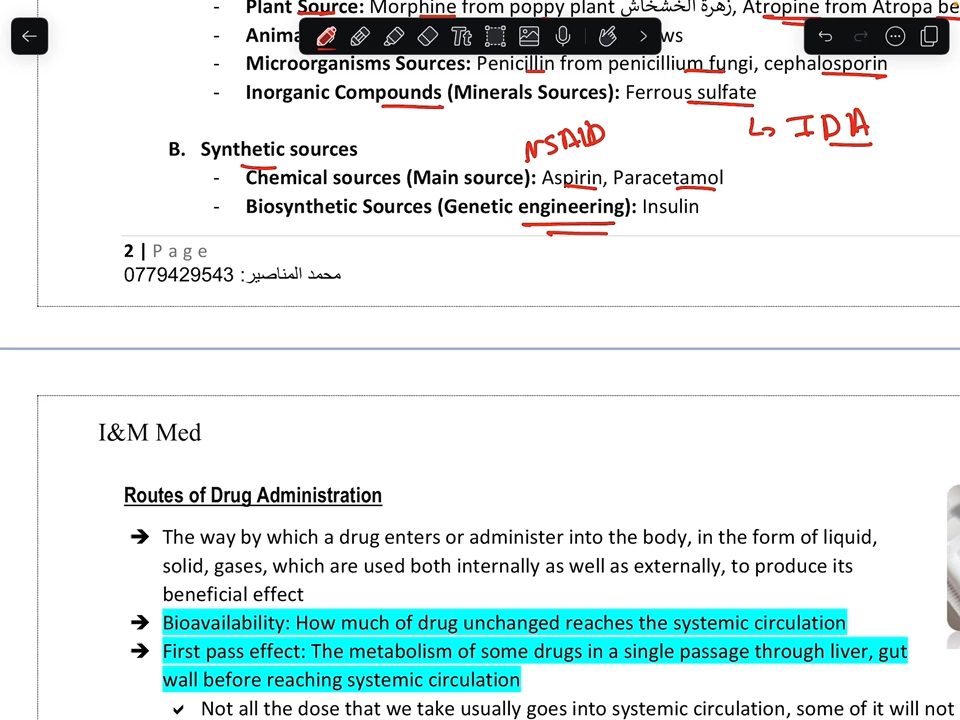 - Plant Source: Morphine from poppy plant زهرة الخشخاش, Atropine from Atropa be
- Anima ws
- Microorganisms Sources: Penicillin from penicillium fungi, cephalosporin
- Inorganic Compounds (Minerals Sources): Ferrous sulfate
↳ IDA
B. Synthetic sources
NSAID
- Chemical sources (Main source): Aspirin, Paracetamol
- Biosynthetic Sources (Genetic engineering): Insulin
2 | Page
محمد المناصير: 0779429543
I&M Med
Routes of Drug Administration
➔ The way by which a drug enters or administer into the body, in the form of liquid,
solid, gases, which are used both internally as well as externally, to produce its
beneficial effect
➔ Bioavailability: How much of drug unchanged reaches the systemic circulation
➔ First pass effect: The metabolism of some drugs in a single passage through liver, gut
wall before reaching systemic circulation
✓ Not all the dose that we take usually goes into systemic circulation, some of it will not